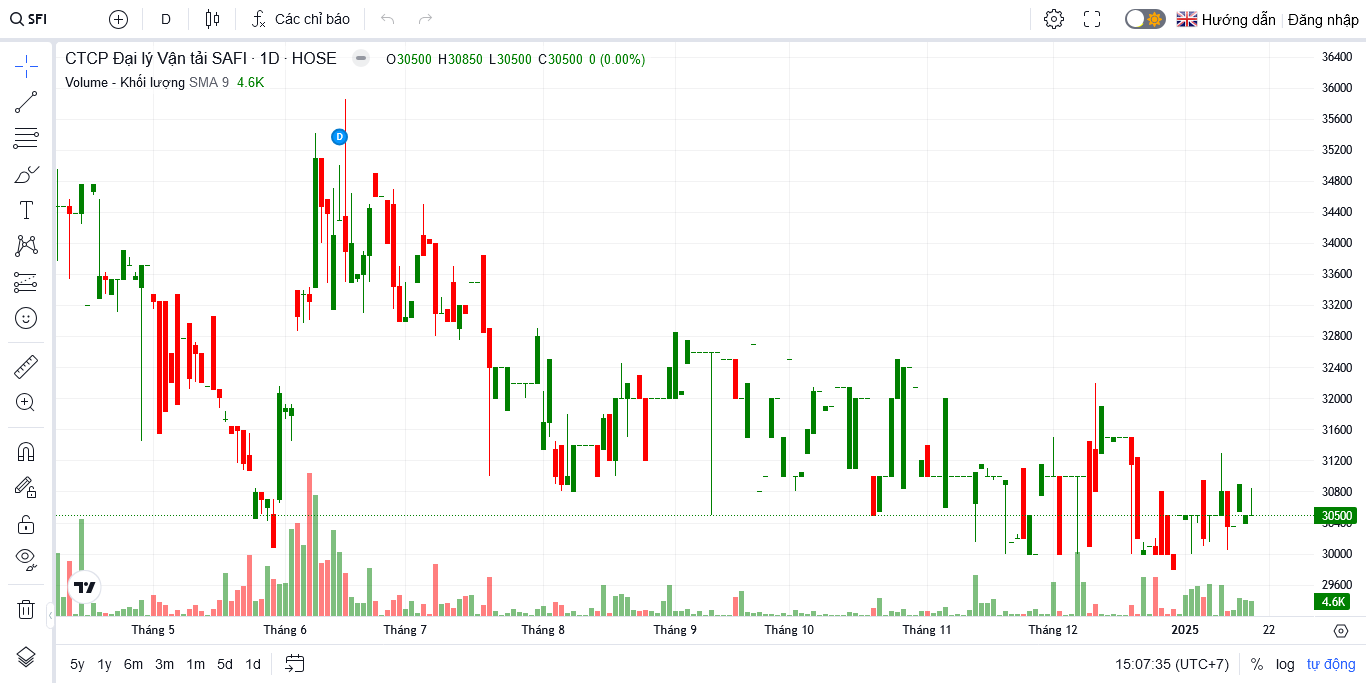 SFI D Các chỉ báo Hướng dẫn Đăng nhập
CTCP Đại lý Vận tải SAFI · 1D · HOSE O30500 H30850 L30500 C30500 0 (0.00%)
Volume - Khối lượng SMA 9 4.6K
D
36400
36000
35600
35200
34800
34400
34000
33600
33200
32800
32400
32000
31600
31200
30800
30500
30400
30000
29600
4.6K
Tháng 5 Tháng 6 Tháng 7 Tháng 8 Tháng 9 Tháng 10 Tháng 11 Tháng 12 2025 22
5y 1y 6m 3m 1m 5d 1d 15:07:35 (UTC+7) % log tự động